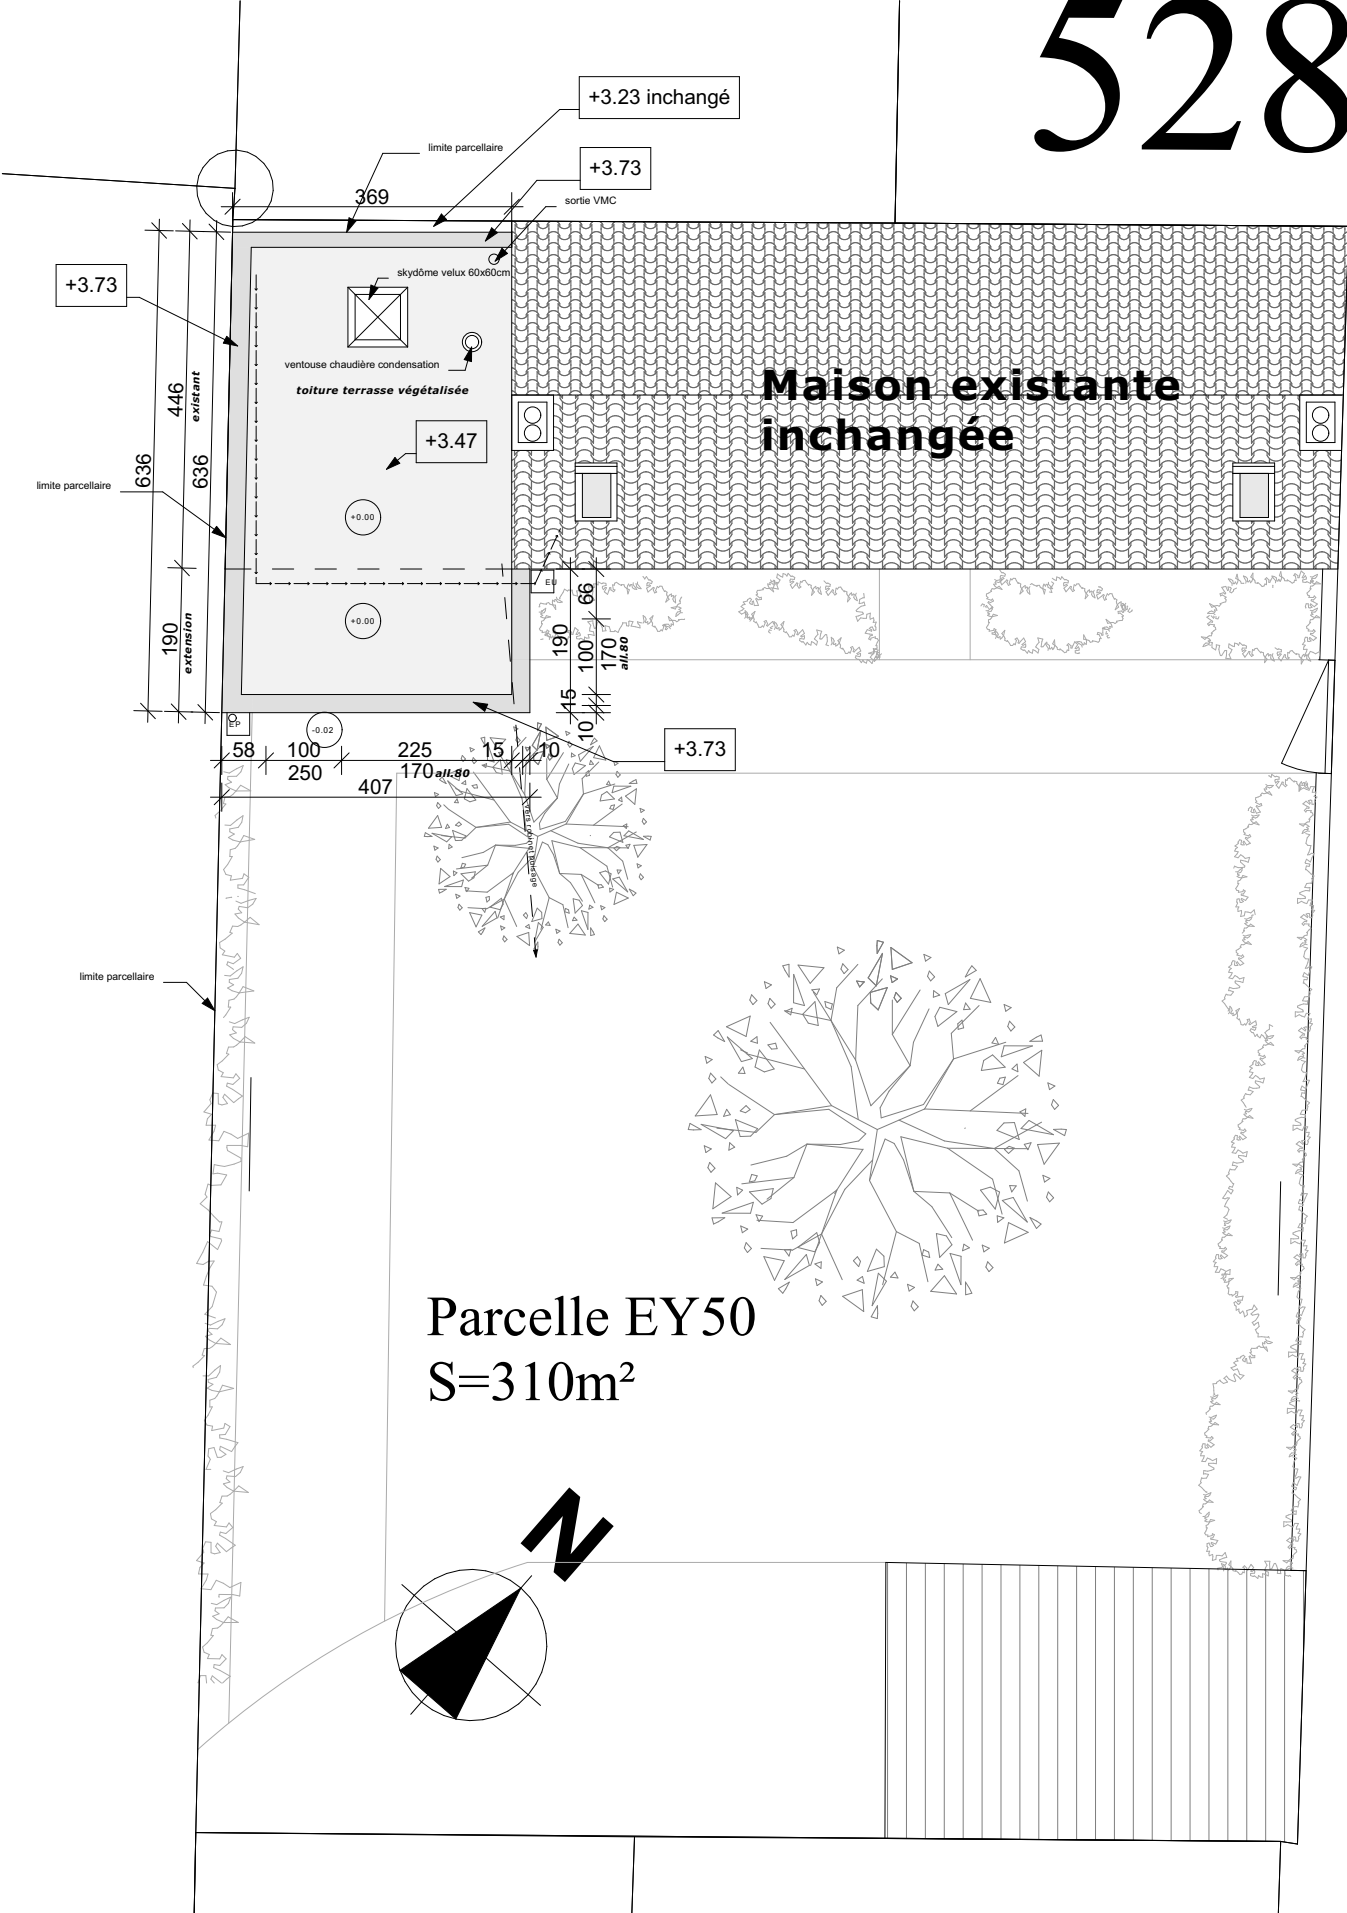 528
+3.23 inchangé
limite parcellaire
+3.73
369
sortie VMC
skydôme velux 60x60cm
+3.73
ventouse chaudière condensation
toiture terrasse végétalisée
Maison existante
inchangée
446
existant
+3.47
636
636
limite parcellaire
+0.00
EU
66
+0.00
190
extension
190
100
170
all.80
15
10
EP
-0.02
+3.73
58
100
225
15
10
250
170 all.80
407
limite parcellaire
Parcelle EY50
S=310m²
N